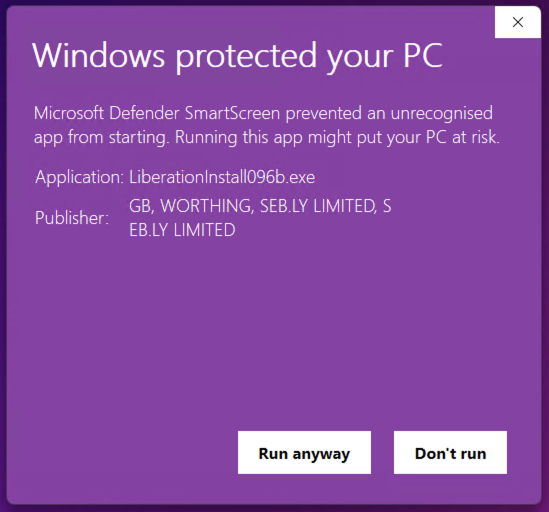 Windows protected your PC
Microsoft Defender SmartScreen prevented an unrecognised
app from starting. Running this app might put your PC at risk.
Application: LiberationInstall096b.exe
Publisher: GB, WORTHING, SEB.LY LIMITED, S
EB.LY LIMITED
Run anyway Don't run